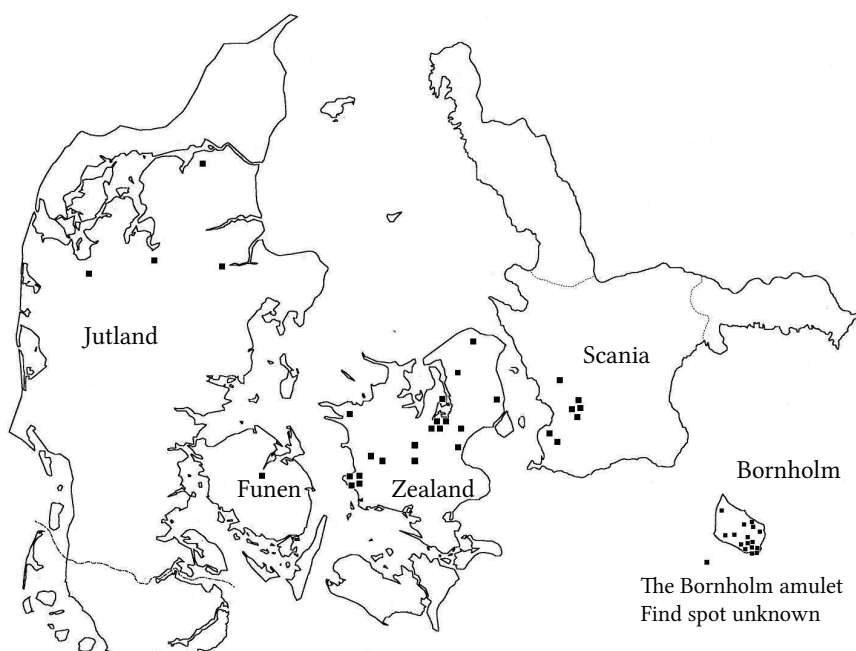 Jutland
Scania
Funen
Zealand
Bornholm
The Bornholm amulet
Find spot unknown